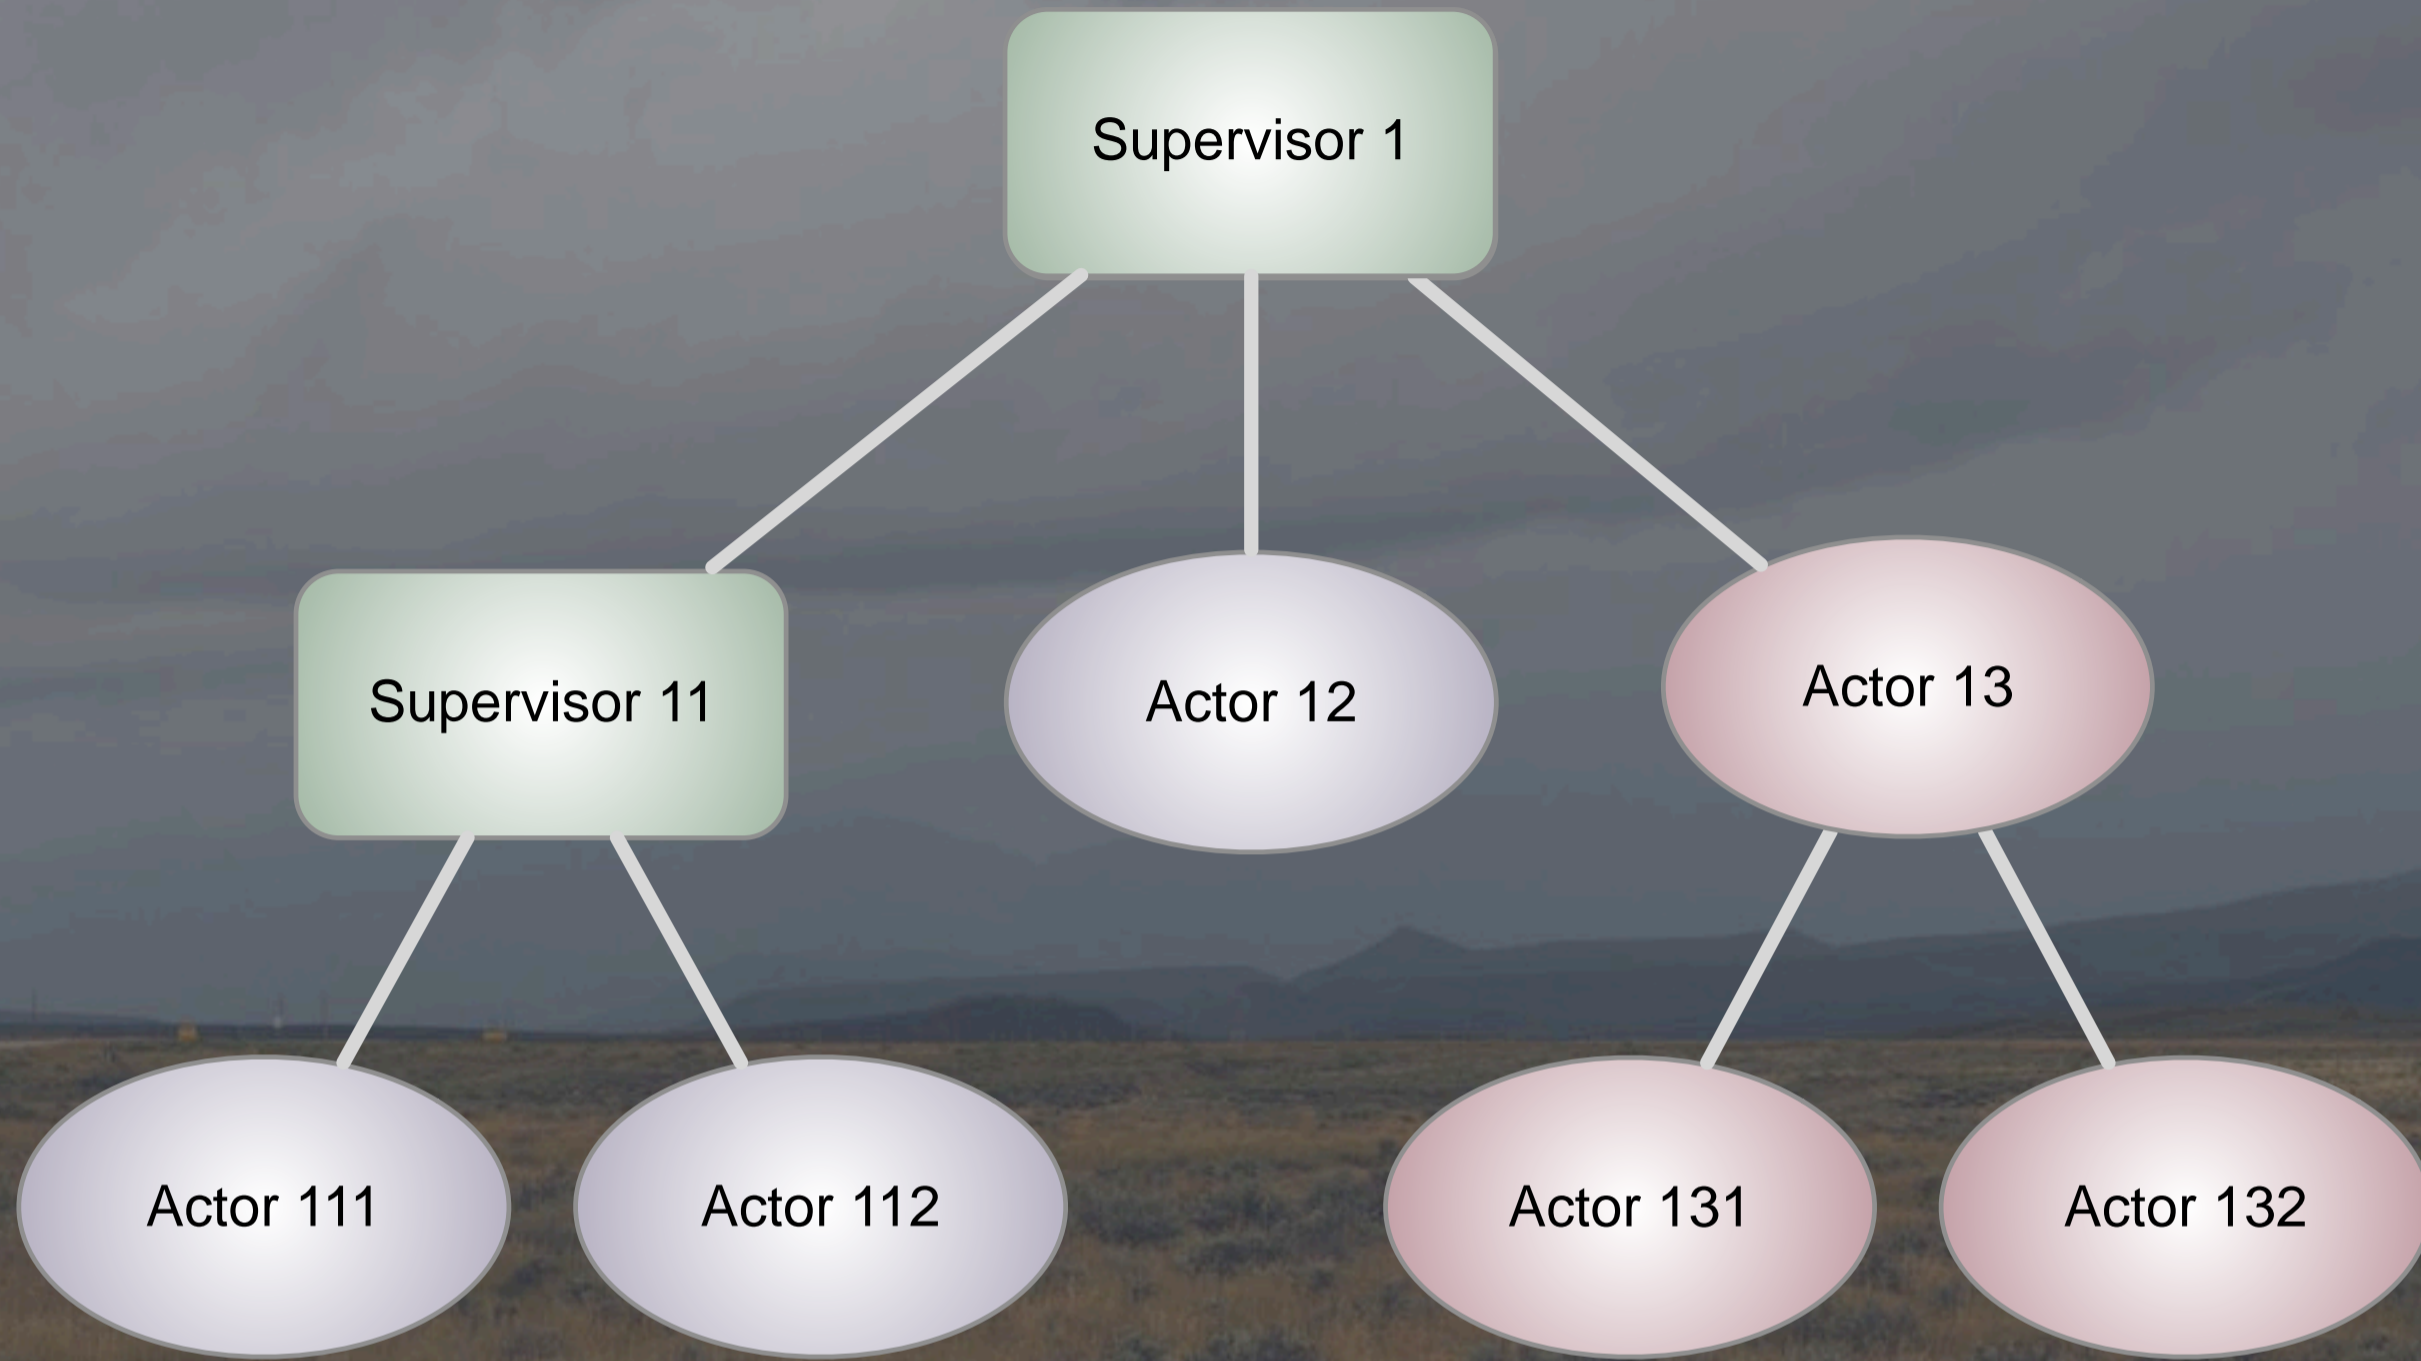 Supervisor 1
Supervisor 11
Actor 12
Actor 13
Actor 111
Actor 112
Actor 131
Actor 132